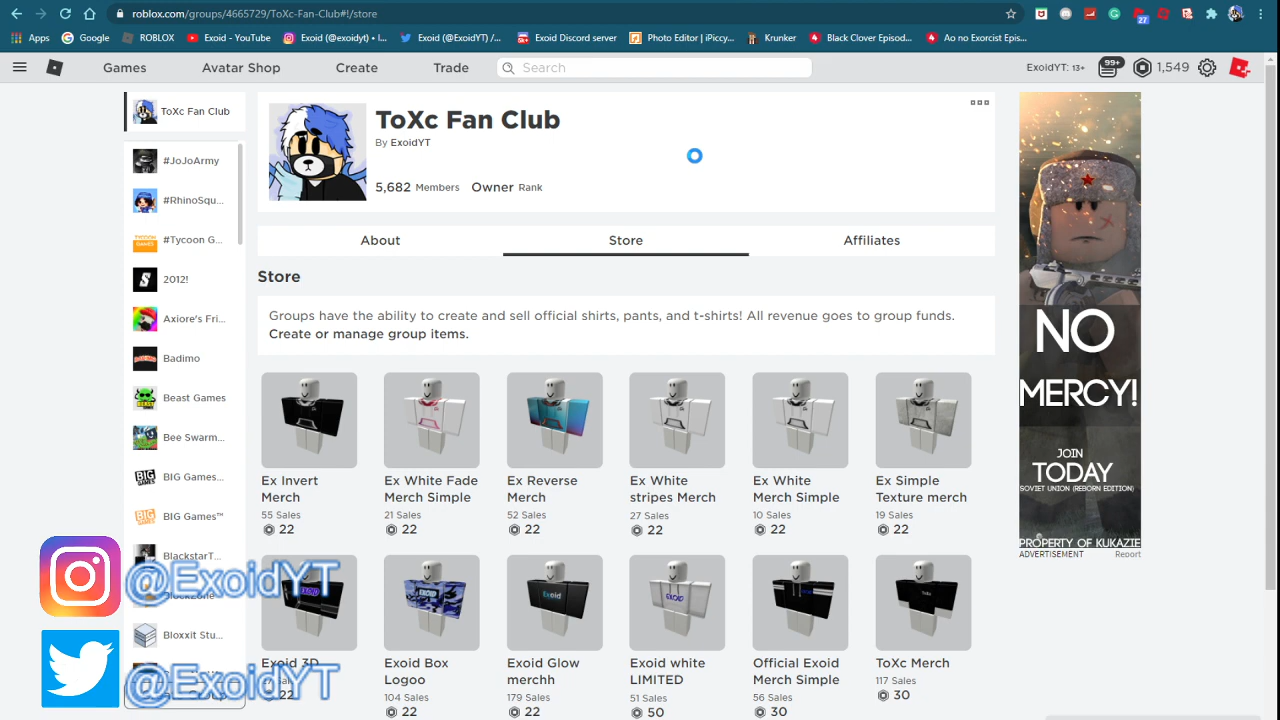 roblox.com/groups/4665729/ToXc-Fan-Club#!/store
27
Apps Google ROBLOX Exoid - YouTube Exoid (@exoidyt) • I... Exoid (@ExoidYT) /... Exoid Discord server Photo Editor | iPiccy... Krunker Black Clover Episod... Ao no Exorcist Epis...
Games Avatar Shop Create Trade Search ExoidYT: 13+ 99+ 1,549
ToXc Fan Club
#JoJoArmy
#RhinoSqu...
#Tycoon G...
2012!
Axiore's Fri...
Badimo
Beast Games
Bee Swarm...
BIG Games...
BIG Games™
BlackstarT...
Bloxxit Stu...
ToXc Fan Club
By ExoidYT
5,682 Members Owner Rank
About Store Affiliates
Store
Groups have the ability to create and sell official shirts, pants, and t-shirts! All revenue goes to group funds.
Create or manage group items.
Ex Invert Merch
55 Sales
22
Ex White Fade Merch Simple
21 Sales
22
Ex Reverse Merch
52 Sales
22
Ex White stripes Merch
27 Sales
22
Ex White Merch Simple
10 Sales
22
Ex Simple Texture merch
19 Sales
22
Exoid 3D
22
Exoid Box Logoo
104 Sales
22
Exoid Glow merchh
179 Sales
22
Exoid white LIMITED
51 Sales
50
Official Exoid Merch Simple
56 Sales
30
ToXc Merch
117 Sales
30
NO
MERCY!
JOIN
TODAY
SOVIET UNION (REBORN EDITION)
PROPERTY OF KUKAZIE
ADVERTISEMENT Report
@ExoidYT
@ExoidYT